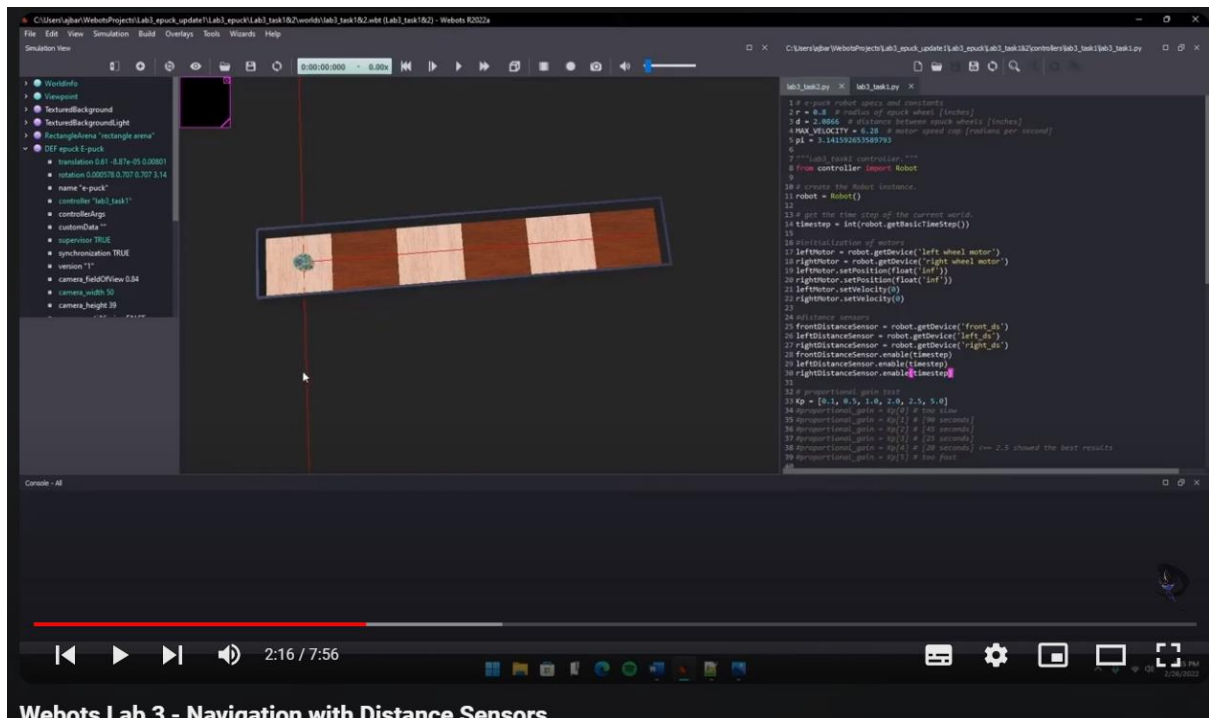 C:\Users\ajbar\WebotsProjects\Lab3_epuck_update1\Lab3_epuck\Lab3_task1&2\worlds\lab3_task1&2.wbt (Lab3_task1&2) - Webots R2022a
File Edit View Simulation Build Overlays Tools Wizards Help
Simulation View
C:\Users\ajbar\WebotsProjects\Lab3_epuck_update1\Lab3_epuck\Lab3_task1&2\controllers\lab3_task1\lab3_task1.py
0:00:00:000 - 0.00x
WorldInfo
Viewpoint
TexturedBackground
TexturedBackgroundLight
RectangleArena "rectangle arena"
DEF epuck E-puck
translation 0.61 -8.87e-05 0.00801
rotation 0.000578 0.707 0.707 3.14
name "e-puck"
controller "lab3_task1"
controllerArgs
customData ""
supervisor TRUE
synchronization TRUE
version "1"
camera_fieldOfView 0.84
camera_width 50
camera_height 39
lab3_task2.py lab3_task1.py
1 # e-puck robot specs and constants
2 r = 0.8 # radius of epuck wheel [inches]
3 d = 2.0866 # distance between epuck wheels [inches]
4 MAX_VELOCITY = 6.28 # motor speed cap [radians per second]
5 pi = 3.141592653589793
6
7 """lab3_task1 controller."""
8 from controller import Robot
9
10 # create the Robot instance.
11 robot = Robot()
12
13 # get the time step of the current world.
14 timestep = int(robot.getBasicTimeStep())
15
16 #initialization of motors
17 leftMotor = robot.getDevice('left wheel motor')
18 rightMotor = robot.getDevice('right wheel motor')
19 leftMotor.setPosition(float('inf'))
20 rightMotor.setPosition(float('inf'))
21 leftMotor.setVelocity(0)
22 rightMotor.setVelocity(0)
23
24 #distance sensors
25 frontDistanceSensor = robot.getDevice('front_ds')
26 leftDistanceSensor = robot.getDevice('left_ds')
27 rightDistanceSensor = robot.getDevice('right_ds')
28 frontDistanceSensor.enable(timestep)
29 leftDistanceSensor.enable(timestep)
30 rightDistanceSensor.enable(timestep)
31
32 # proportional gain test
33 Kp = [0.1, 0.5, 1.0, 2.0, 2.5, 5.0]
34 #proportional_gain = Kp[0] # too slow
35 #proportional_gain = Kp[1] # [90 seconds]
36 #proportional_gain = Kp[2] # [45 seconds]
37 #proportional_gain = Kp[3] # [25 seconds]
38 #proportional_gain = Kp[4] # [20 seconds] <== 2.5 showed the best results
39 #proportional_gain = Kp[5] # too fast
Console - All
2:16 / 7:56
PM
2/28/2022
Webots Lab 3 - Navigation with Distance Sensors